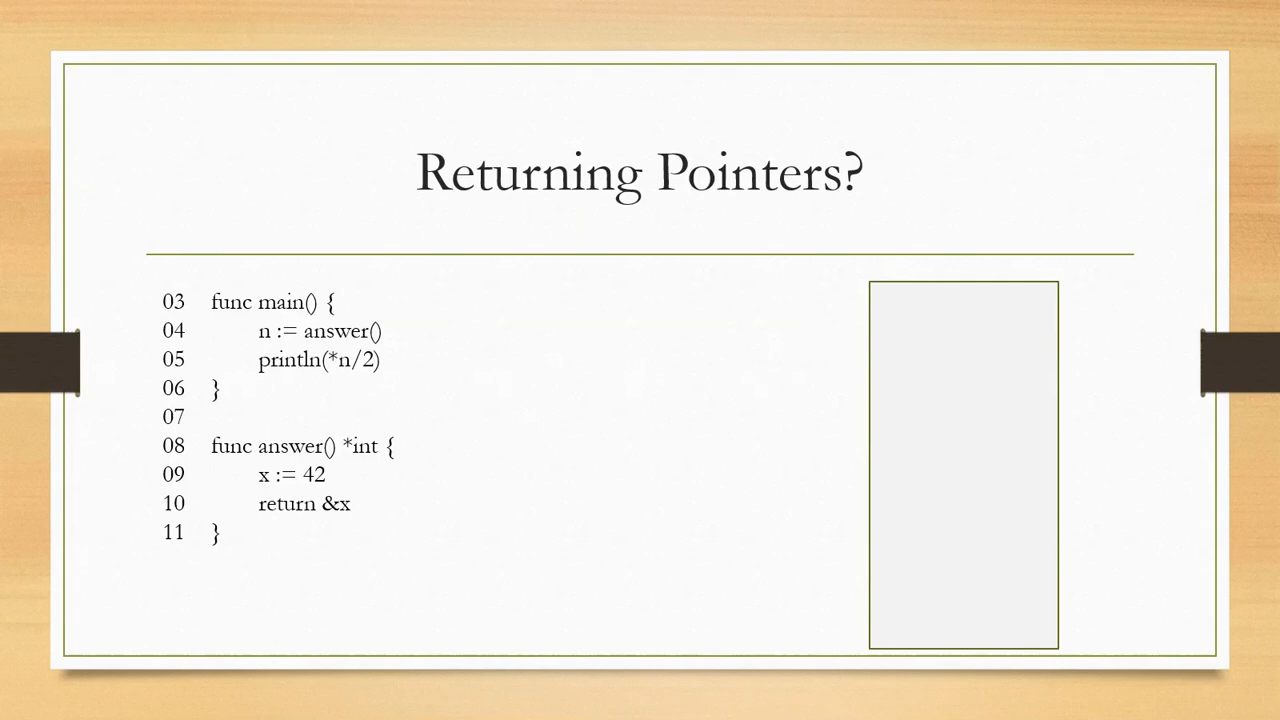 Returning Pointers?
03 func main() {
04 n := answer()
05 println(*n/2)
06 }
07
08 func answer() *int {
09 x := 42
10 return &x
11 }